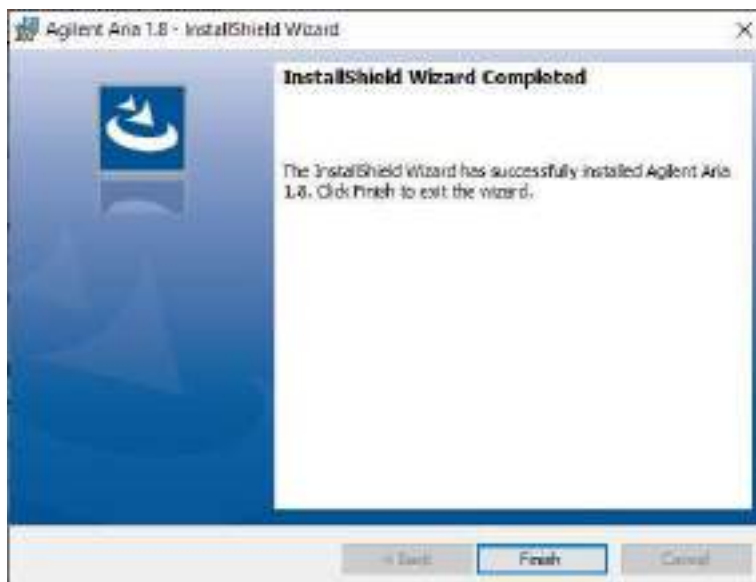 Agilent Aria 1.8 - InstallShield Wizard
InstallShield Wizard Completed
The InstallShield Wizard has successfully installed Agilent Aria
1.8. Click Finish to exit the wizard.
< Back Finish Cancel